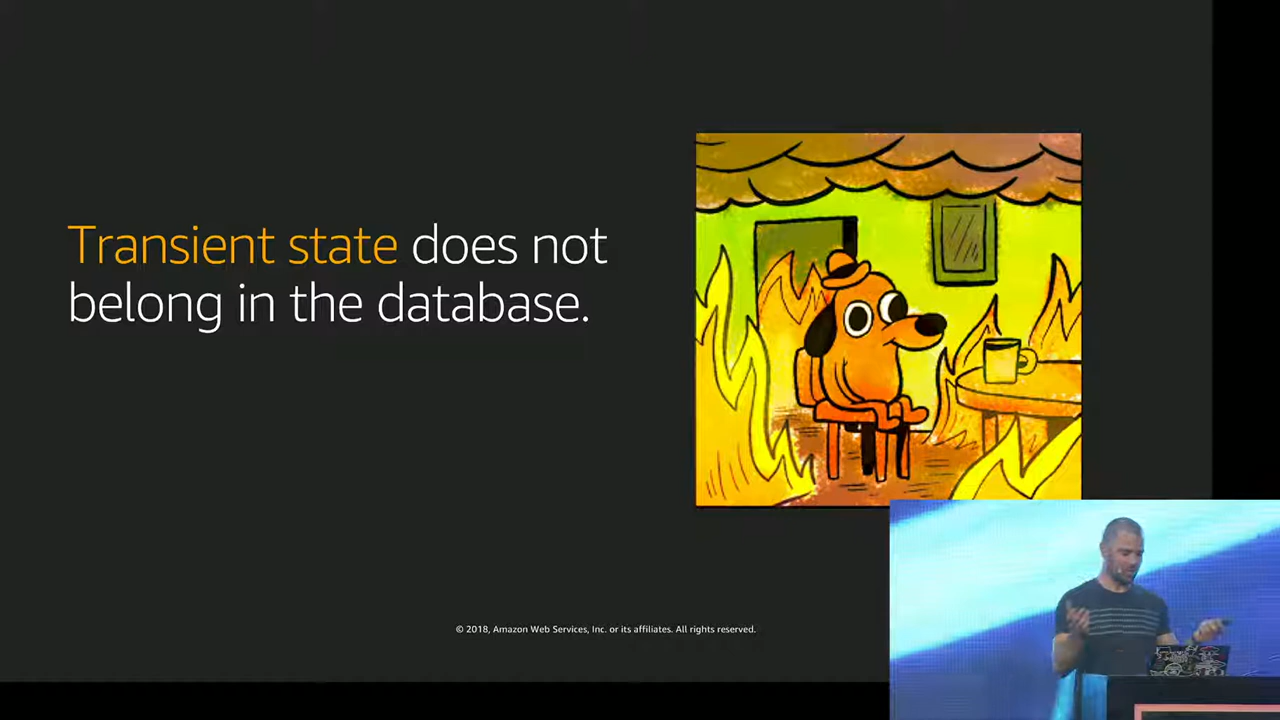 Transient state does not
belong in the database.
© 2018, Amazon Web Services, Inc. or its affiliates. All rights reserved.